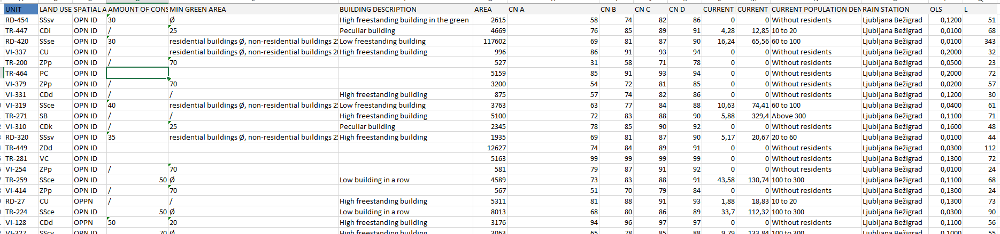 UNIT LAND USE SPATIAL A AMOUNT OF CONS MIN GREEN AREA BUILDING DESCRIPTION AREA CN A CN B CN C CN D CURRENT CURRENT CURRENT POPULATION DEN RAIN STATION OLS L
RD-454 SSsv OPN ID 30 Ø High freestanding building in the green 2615 58 74 82 86 0 0 Without residents Ljubljana Bežigrad 0,1200 51
TR-447 CDi OPN ID / 25 Peculiar building 4669 76 85 89 91 4,28 12,85 10 to 20 Ljubljana Bežigrad 0,0100 68
RD-420 SSse OPN ID 30 residential buildings Ø, non-residential buildings 25 Low freestanding building 117602 69 81 87 90 16,24 65,56 60 to 100 Ljubljana Bežigrad 0,0100 343
VI-337 CU OPN ID / residential buildings Ø, non-residential buildings 20 High freestanding building 996 86 91 93 94 0 0 Without residents Ljubljana Bežigrad 0,2000 32
TR-200 ZPp OPN ID / 70 527 31 58 71 78 0 0 Without residents Ljubljana Bežigrad 0,0500 23
TR-464 PC OPN ID 5159 85 91 93 94 0 0 Without residents Ljubljana Bežigrad 0,2000 72
VI-379 ZPp OPN ID / 70 3200 54 72 81 85 0 0 Without residents Ljubljana Bežigrad 0,0200 57
VI-331 CDd OPN ID / / High freestanding building 875 57 74 82 86 0 0 Without residents Ljubljana Bežigrad 0,1200 30
VI-319 SSce OPN ID 40 residential buildings Ø, non-residential buildings 25 Low freestanding building 3763 63 77 84 88 10,63 74,41 60 to 100 Ljubljana Bežigrad 0,0400 61
TR-271 SB OPN ID / / High freestanding building 5100 72 83 88 90 5,88 329,4 Above 300 Ljubljana Bežigrad 0,1100 71
VI-310 CDk OPN ID / 25 Peculiar building 2345 78 85 90 92 0 0 Without residents Ljubljana Bežigrad 0,1600 48
RD-320 SSsv OPN ID 35 residential buildings Ø, non-residential buildings 25 High freestanding building 1935 69 81 87 90 5,17 20,67 20 to 60 Ljubljana Bežigrad 0,0100 44
TR-449 ZDd OPN ID 12627 74 84 89 91 0 0 Without residents Ljubljana Bežigrad 0,0300 112
TR-281 VC OPN ID 5163 99 99 99 99 0 0 Without residents Ljubljana Bežigrad 0,1300 72
VI-254 ZPp OPN ID / 70 581 79 87 91 92 0 0 Without residents Ljubljana Bežigrad 0,0100 24
TR-259 SSce OPN ID 50 Ø Low building in a row 4589 73 83 88 91 43,58 130,74 100 to 300 Ljubljana Bežigrad 0,1100 68
VI-414 ZPp OPN ID / 70 567 51 70 79 84 0 0 Without residents Ljubljana Bežigrad 0,1300 24
RD-27 CU OPPN / / High freestanding building 5311 81 88 91 93 1,88 18,83 10 to 20 Ljubljana Bežigrad 0,1300 73
TR-224 SSce OPN ID 50 Ø Low building in a row 8013 68 80 86 89 33,7 112,32 100 to 300 Ljubljana Bežigrad 0,0300 90
VI-128 CDd OPPN 50 20 High freestanding building 3176 94 96 97 97 0 0 Without residents Ljubljana Bežigrad 0,1100 56
VI-327 SScv OPN ID 70 Ø High freestanding building 3063 65 78 85 88 9,79 133,84 100 to 300 Ljubljana Bežigrad 0,1000 55